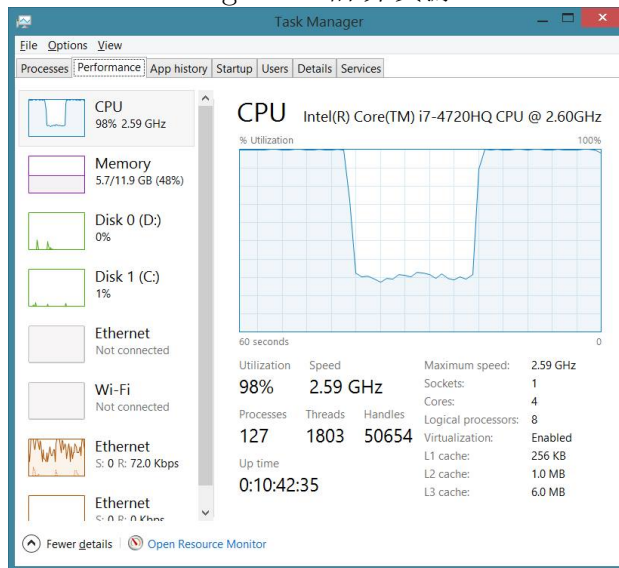 Task Manager
File Options View
Processes Performance App history Startup Users Details Services
CPU
98% 2.59 GHz
Memory
5.7/11.9 GB (48%)
Disk 0 (D:)
0%
Disk 1 (C:)
1%
Ethernet
Not connected
Wi-Fi
Not connected
Ethernet
S: 0 R: 72.0 Kbps
Ethernet
S: 0 R: 0 Kbps
CPU Intel(R) Core(TM) i7-4720HQ CPU @ 2.60GHz
% Utilization 100%
60 seconds 0
Utilization Speed
98% 2.59 GHz
Processes Threads Handles
127 1803 50654
Up time
0:10:42:35
Maximum speed: 2.59 GHz
Sockets: 1
Cores: 4
Logical processors: 8
Virtualization: Enabled
L1 cache: 256 KB
L2 cache: 1.0 MB
L3 cache: 6.0 MB
Fewer details Open Resource Monitor